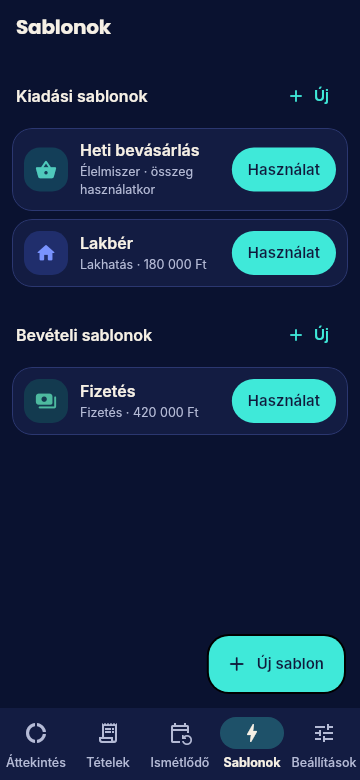 Sablonok
Kiadási sablonok
Új
Heti bevásárlás
Élelmiszer · összeg
használatkor
Használat
Lakbér
Lakhatás · 180 000 Ft
Használat
Bevételi sablonok
Új
Fizetés
Fizetés · 420 000 Ft
Használat
Új sablon
Áttekintés
Tételek
Ismétlődő
Sablonok
Beállítások